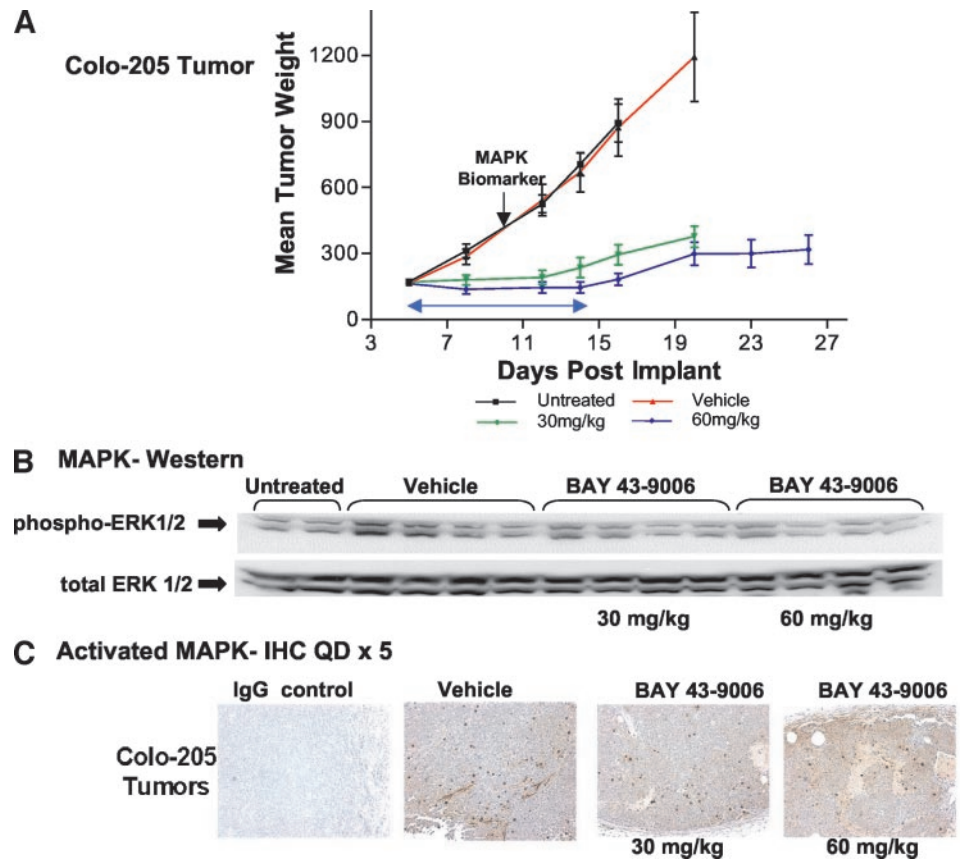 A
Colo-205 Tumor
Mean Tumor Weight
1200
900
600
300
0
MAPK
Biomarker
3 7 11 15 19 23 27
Days Post Implant
Untreated Vehicle
30mg/kg 60mg/kg
B MAPK- Western
Untreated Vehicle BAY 43-9006 BAY 43-9006
phospho-ERK1/2
total ERK 1/2
30 mg/kg 60 mg/kg
C Activated MAPK- IHC QD x 5
IgG control Vehicle BAY 43-9006 BAY 43-9006
Colo-205
Tumors
30 mg/kg 60 mg/kg